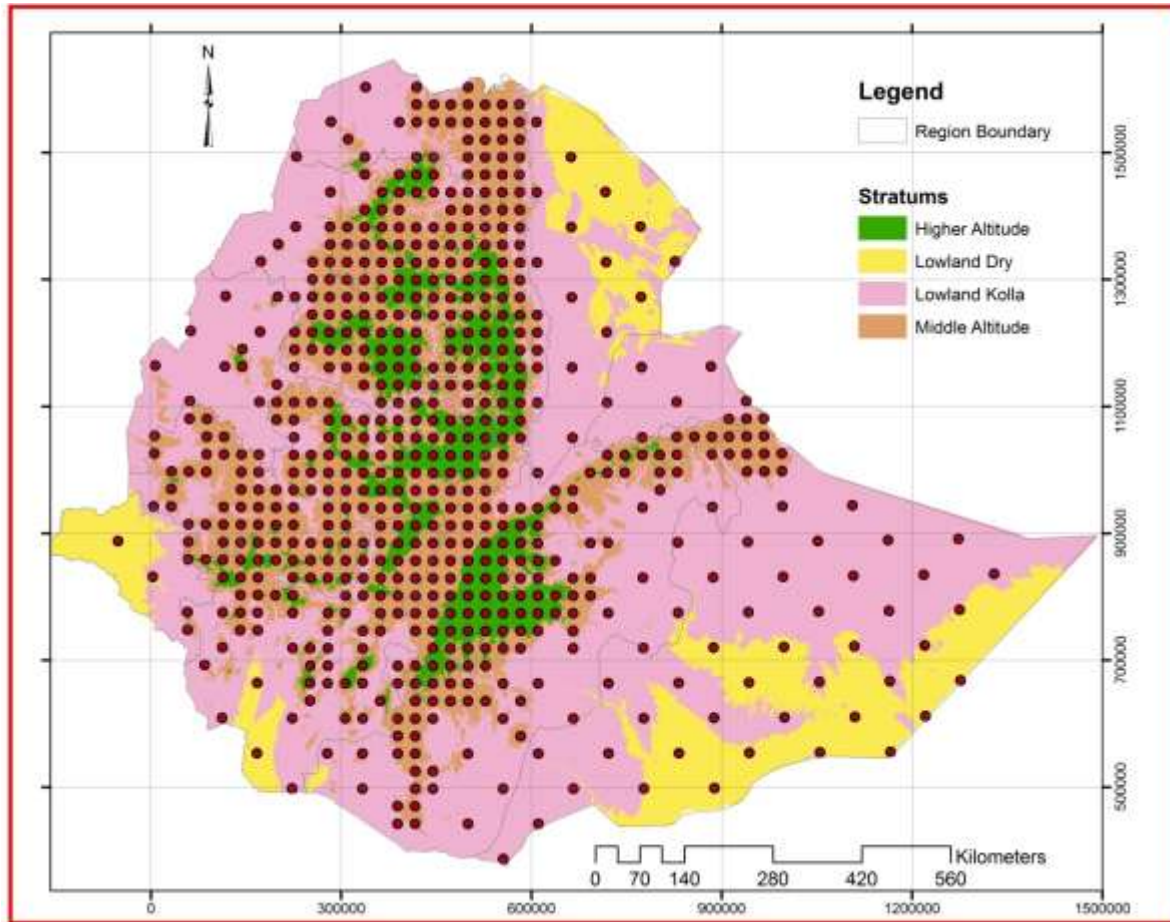 N
Legend
Region Boundary
Stratums
Higher Altitude
Lowland Dry
Lowland Kolla
Middle Altitude
1500000
1300000
1100000
900000
700000
500000
Kilometers
0 70 140 280 420 560
0 300000 600000 900000 1200000 1500000